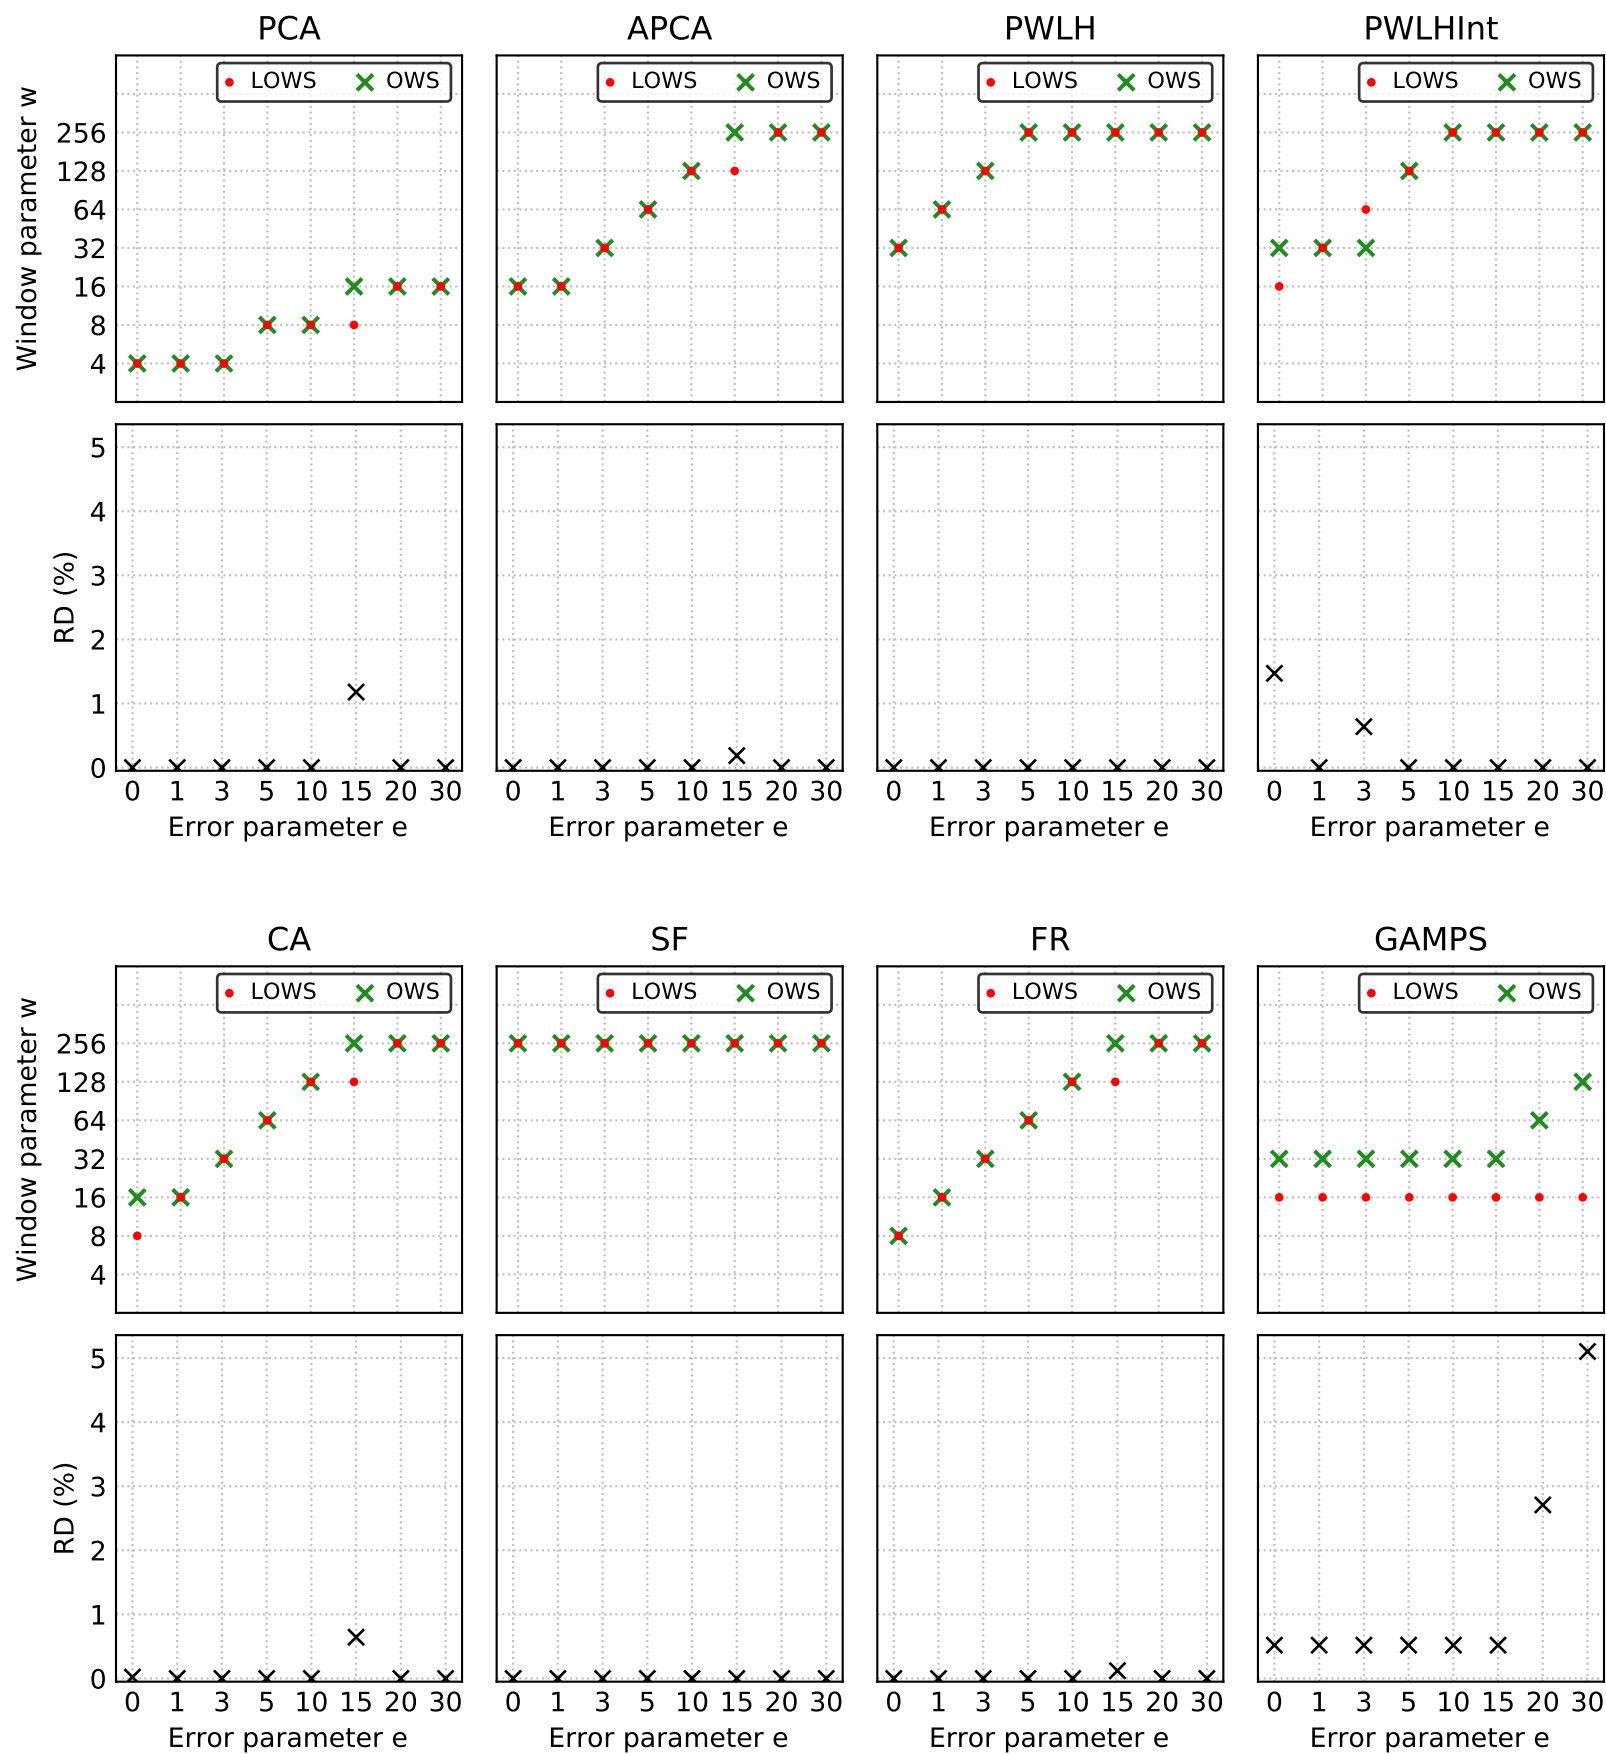 PCA APCA PWLH PWLHInt
LOWS OWS LOWS OWS LOWS OWS LOWS OWS
Window parameter w
256
128
64
32
16
8
4
RD (%)
5
4
3
2
1
0
0 1 3 5 10 15 20 30 0 1 3 5 10 15 20 30 0 1 3 5 10 15 20 30 0 1 3 5 10 15 20 30
Error parameter e Error parameter e Error parameter e Error parameter e
CA SF FR GAMPS
LOWS OWS LOWS OWS LOWS OWS LOWS OWS
Window parameter w
256
128
64
32
16
8
4
RD (%)
5
4
3
2
1
0
0 1 3 5 10 15 20 30 0 1 3 5 10 15 20 30 0 1 3 5 10 15 20 30 0 1 3 5 10 15 20 30
Error parameter e Error parameter e Error parameter e Error parameter e